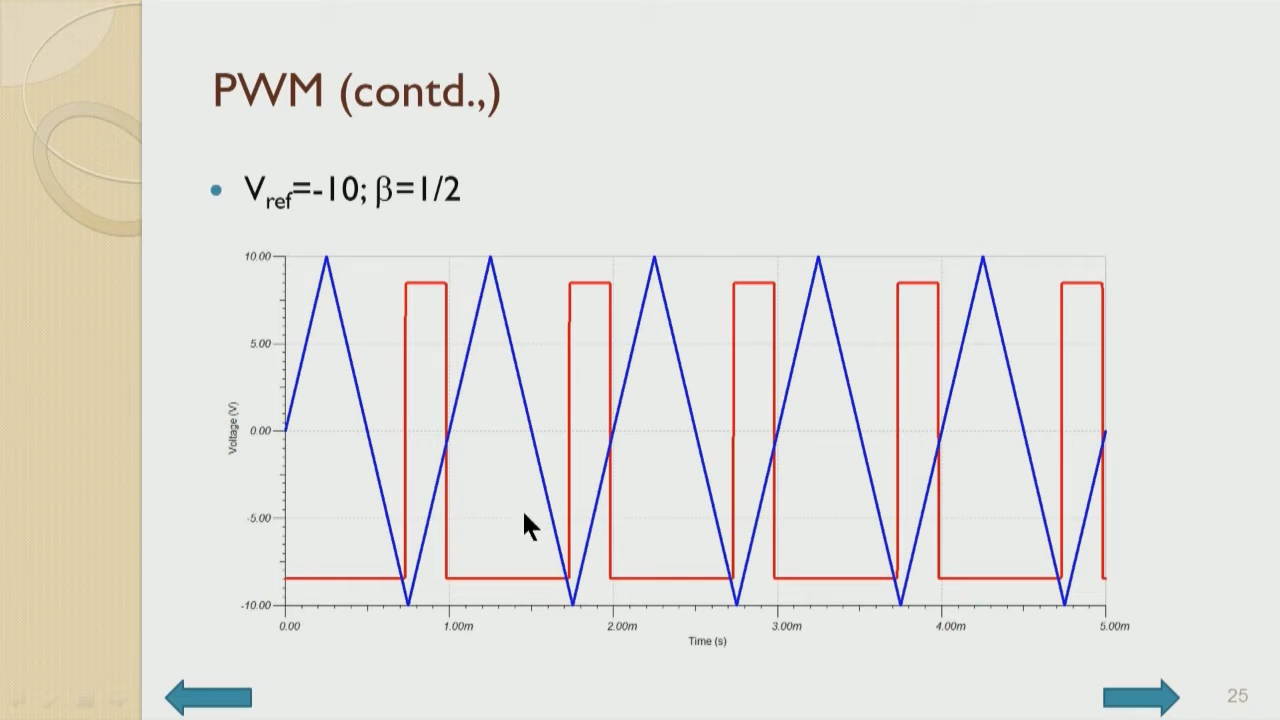 PWM (contd.,)
• Vref=-10; β=1/2
10.00
5.00
0.00
-5.00
-10.00
Voltage (V)
0.00 1.00m 2.00m 3.00m 4.00m 5.00m
Time (s)
25